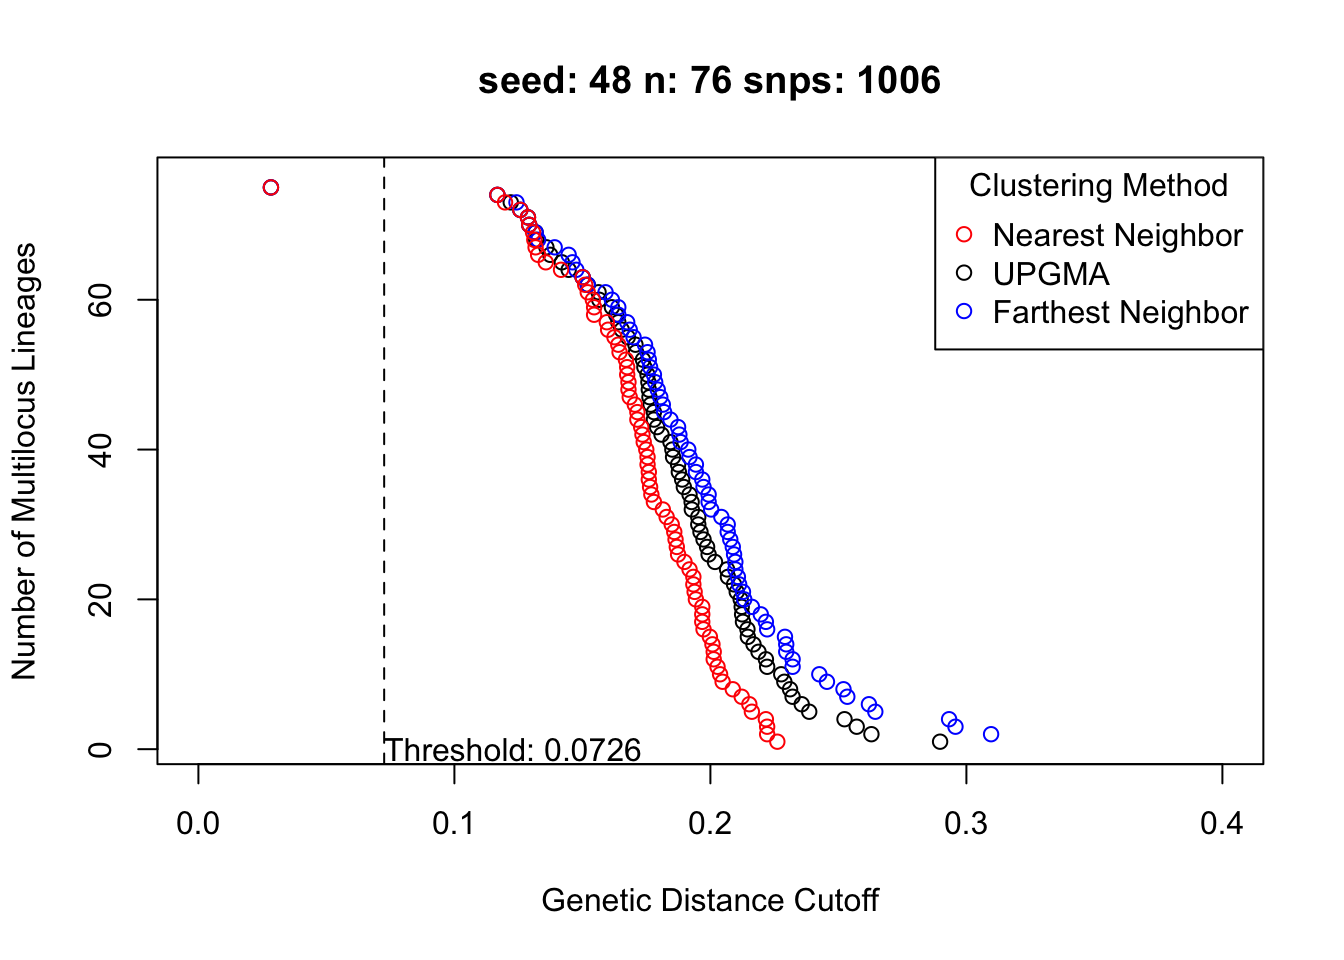 seed: 48 n: 76 snps: 1006
Clustering Method
Nearest Neighbor
UPGMA
Farthest Neighbor
Number of Multilocus Lineages
60
40
20
0
Threshold: 0.0726
0.0 0.1 0.2 0.3 0.4
Genetic Distance Cutoff